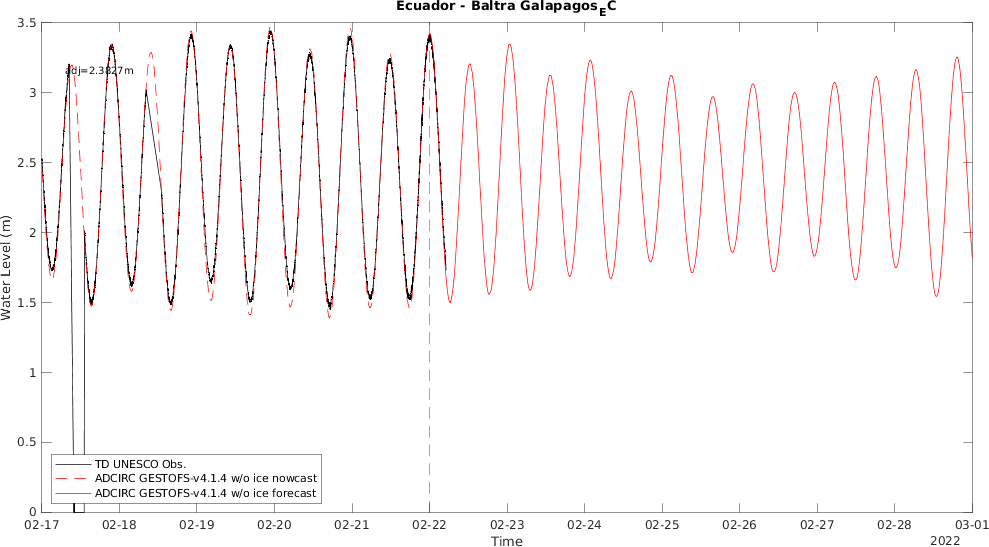 Ecuador - Baltra Galapagos_EC
3.5
3
2.5
2
1.5
1
0.5
0
Water Level (m)
adj=2.3827m
TD UNESCO Obs.
ADCIRC GESTOFS-v4.1.4 w/o ice nowcast
ADCIRC GESTOFS-v4.1.4 w/o ice forecast
02-17 02-18 02-19 02-20 02-21 02-22 02-23 02-24 02-25 02-26 02-27 02-28 03-01
Time
2022